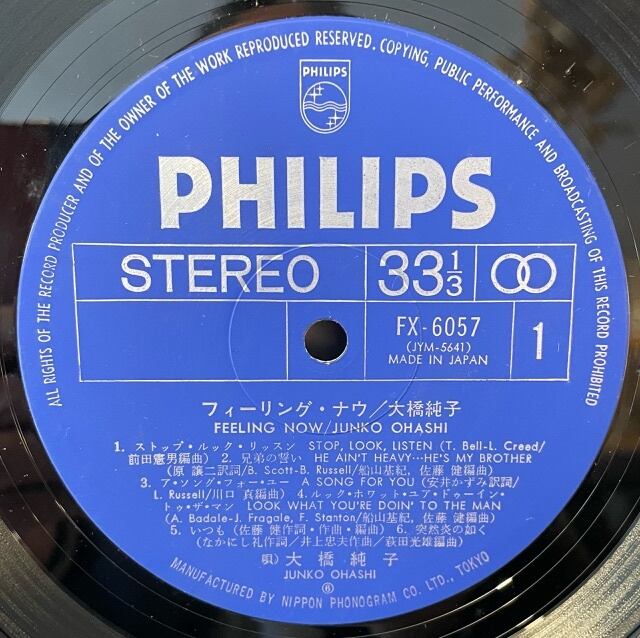 ALL RIGHTS OF THE RECORD PRODUCER AND OF THE OWNER OF THE WORK REPRODUCED RESERVED. COPYING, PUBLIC PERFORMANCE AND BROADCASTING OF THIS RECORD PROHIBITED
PHILIPS
PHILIPS
STEREO 33 1/3
FX-6057
(JYM-5641)
MADE IN JAPAN
1
フィーリング・ナウ/大橋純子
FEELING NOW/JUNKO OHASHI
1. ストップ・ルック・リッスン STOP, LOOK, LISTEN (T. Bell-L. Creed/
前田憲男編曲) 2. 兄弟の誓い HE AIN'T HEAVY…HE'S MY BROTHER
(原 譲二訳詞/B. Scott-B. Russell/船山基紀, 佐藤 健編曲)
3. ア・ソング・フォー・ユー A SONG FOR YOU (安井かずみ訳詞/
L. Russell/川口 真編曲) 4. ルック・ホワット・ユア・ドゥーイン・
トゥ・ザ・マン LOOK WHAT YOU'RE DOIN' TO THE MAN
(A. Badale-J. Fragale, F. Stanton/船山基紀, 佐藤 健編曲)
5. いつも (佐藤 健作詞・作曲・編曲) 6. 突然炎の如く
(なかにし礼作詞/井上忠夫作曲/萩田光雄編曲)
唄) 大橋純子
JUNKO OHASHI
MANUFACTURED BY NIPPON PHONOGRAM CO. LTD., TOKYO